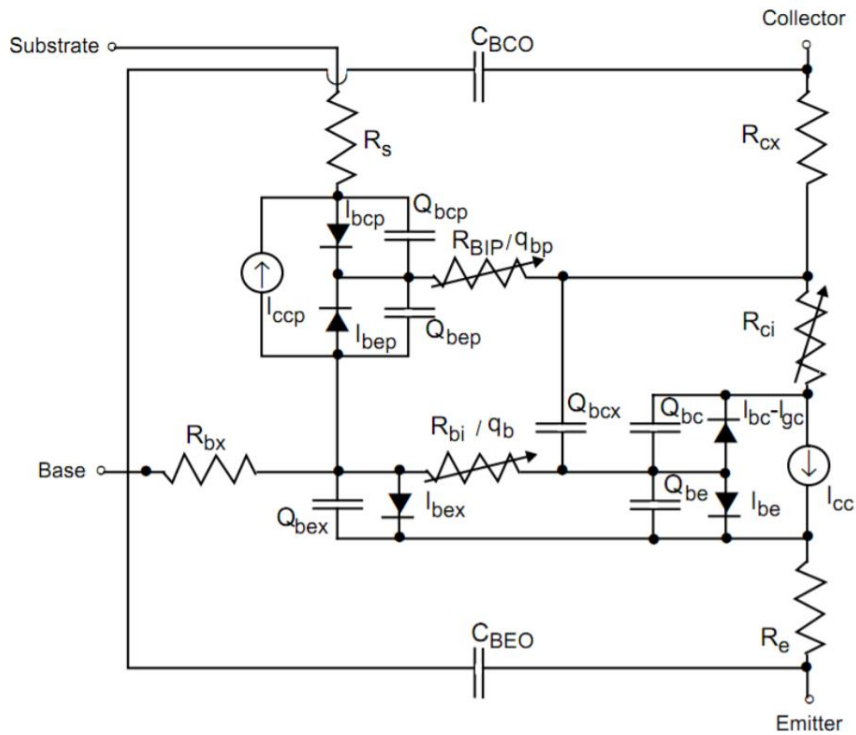 Collector
Substrate
C_BCO
R_s
R_cx
I_bcp
Q_bcp
R_BIP/q_bp
I_ccp
I_bep
Q_bep
R_ci
Q_bcx
Q_bc
I_bc-I_gc
R_bx
R_bi / q_b
Base
Q_be
I_be
I_cc
Q_bex
I_bex
C_BEO
R_e
Emitter